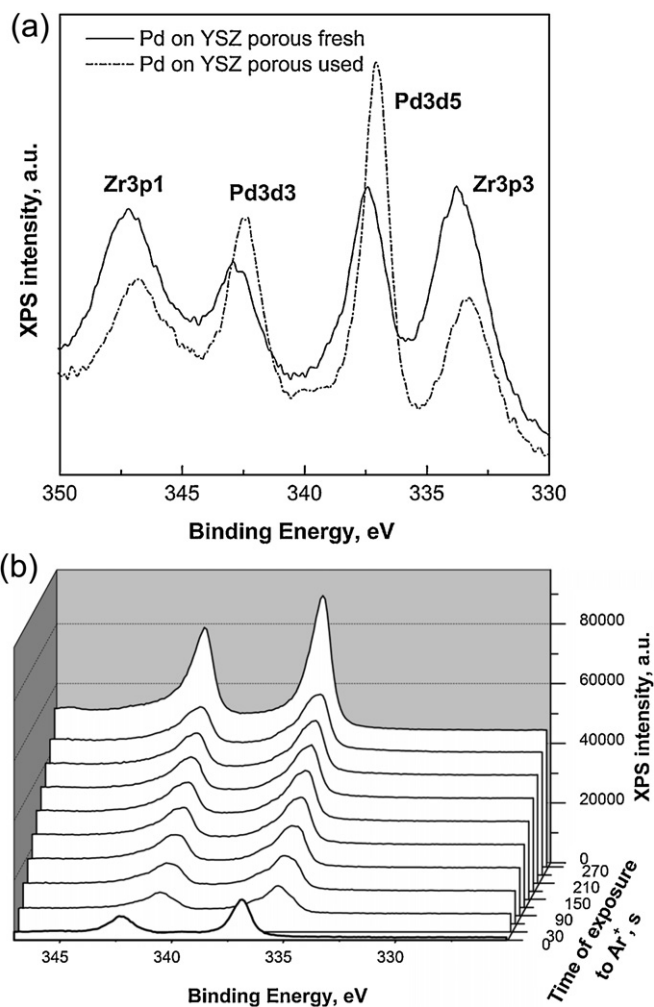 (a)
Pd on YSZ porous fresh
Pd on YSZ porous used
Pd3d5
Zr3p1
Pd3d3
Zr3p3
XPS intensity, a.u.
350 345 340 335 330
Binding Energy, eV
(b)
80000
60000
40000
20000
0
XPS intensity, a.u.
270
210
150
90
30
0
Time of exposure
to Ar⁺, s
345 340 335 330
Binding Energy, eV